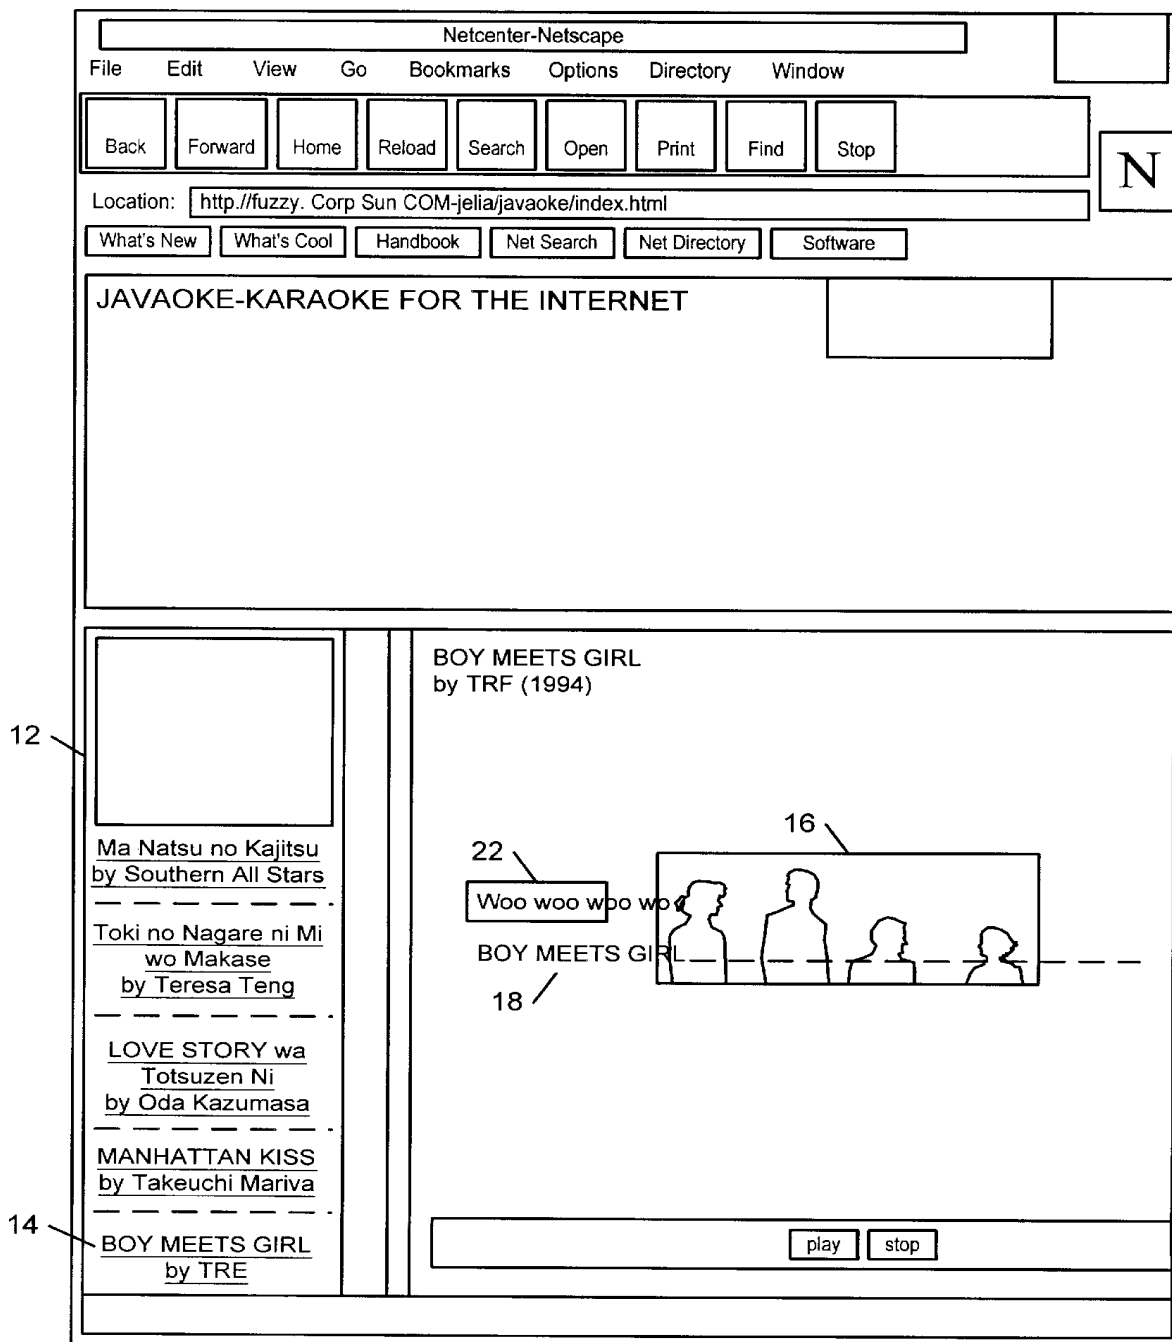 Netcenter-Netscape
File Edit View Go Bookmarks Options Directory Window
Back Forward Home Reload Search Open Print Find Stop
N
Location: http.//fuzzy. Corp Sun COM-jelia/javaoke/index.html
What's New What's Cool Handbook Net Search Net Directory Software
JAVAOKE-KARAOKE FOR THE INTERNET
12
Ma Natsu no Kajitsu
by Southern All Stars
Toki no Nagare ni Mi
wo Makase
by Teresa Teng
LOVE STORY wa
Totsuzen Ni
by Oda Kazumasa
MANHATTAN KISS
by Takeuchi Mariva
14
BOY MEETS GIRL
by TRE
BOY MEETS GIRL
by TRF (1994)
16
22
Woo woo woo wo
BOY MEETS GIRL
18
play stop